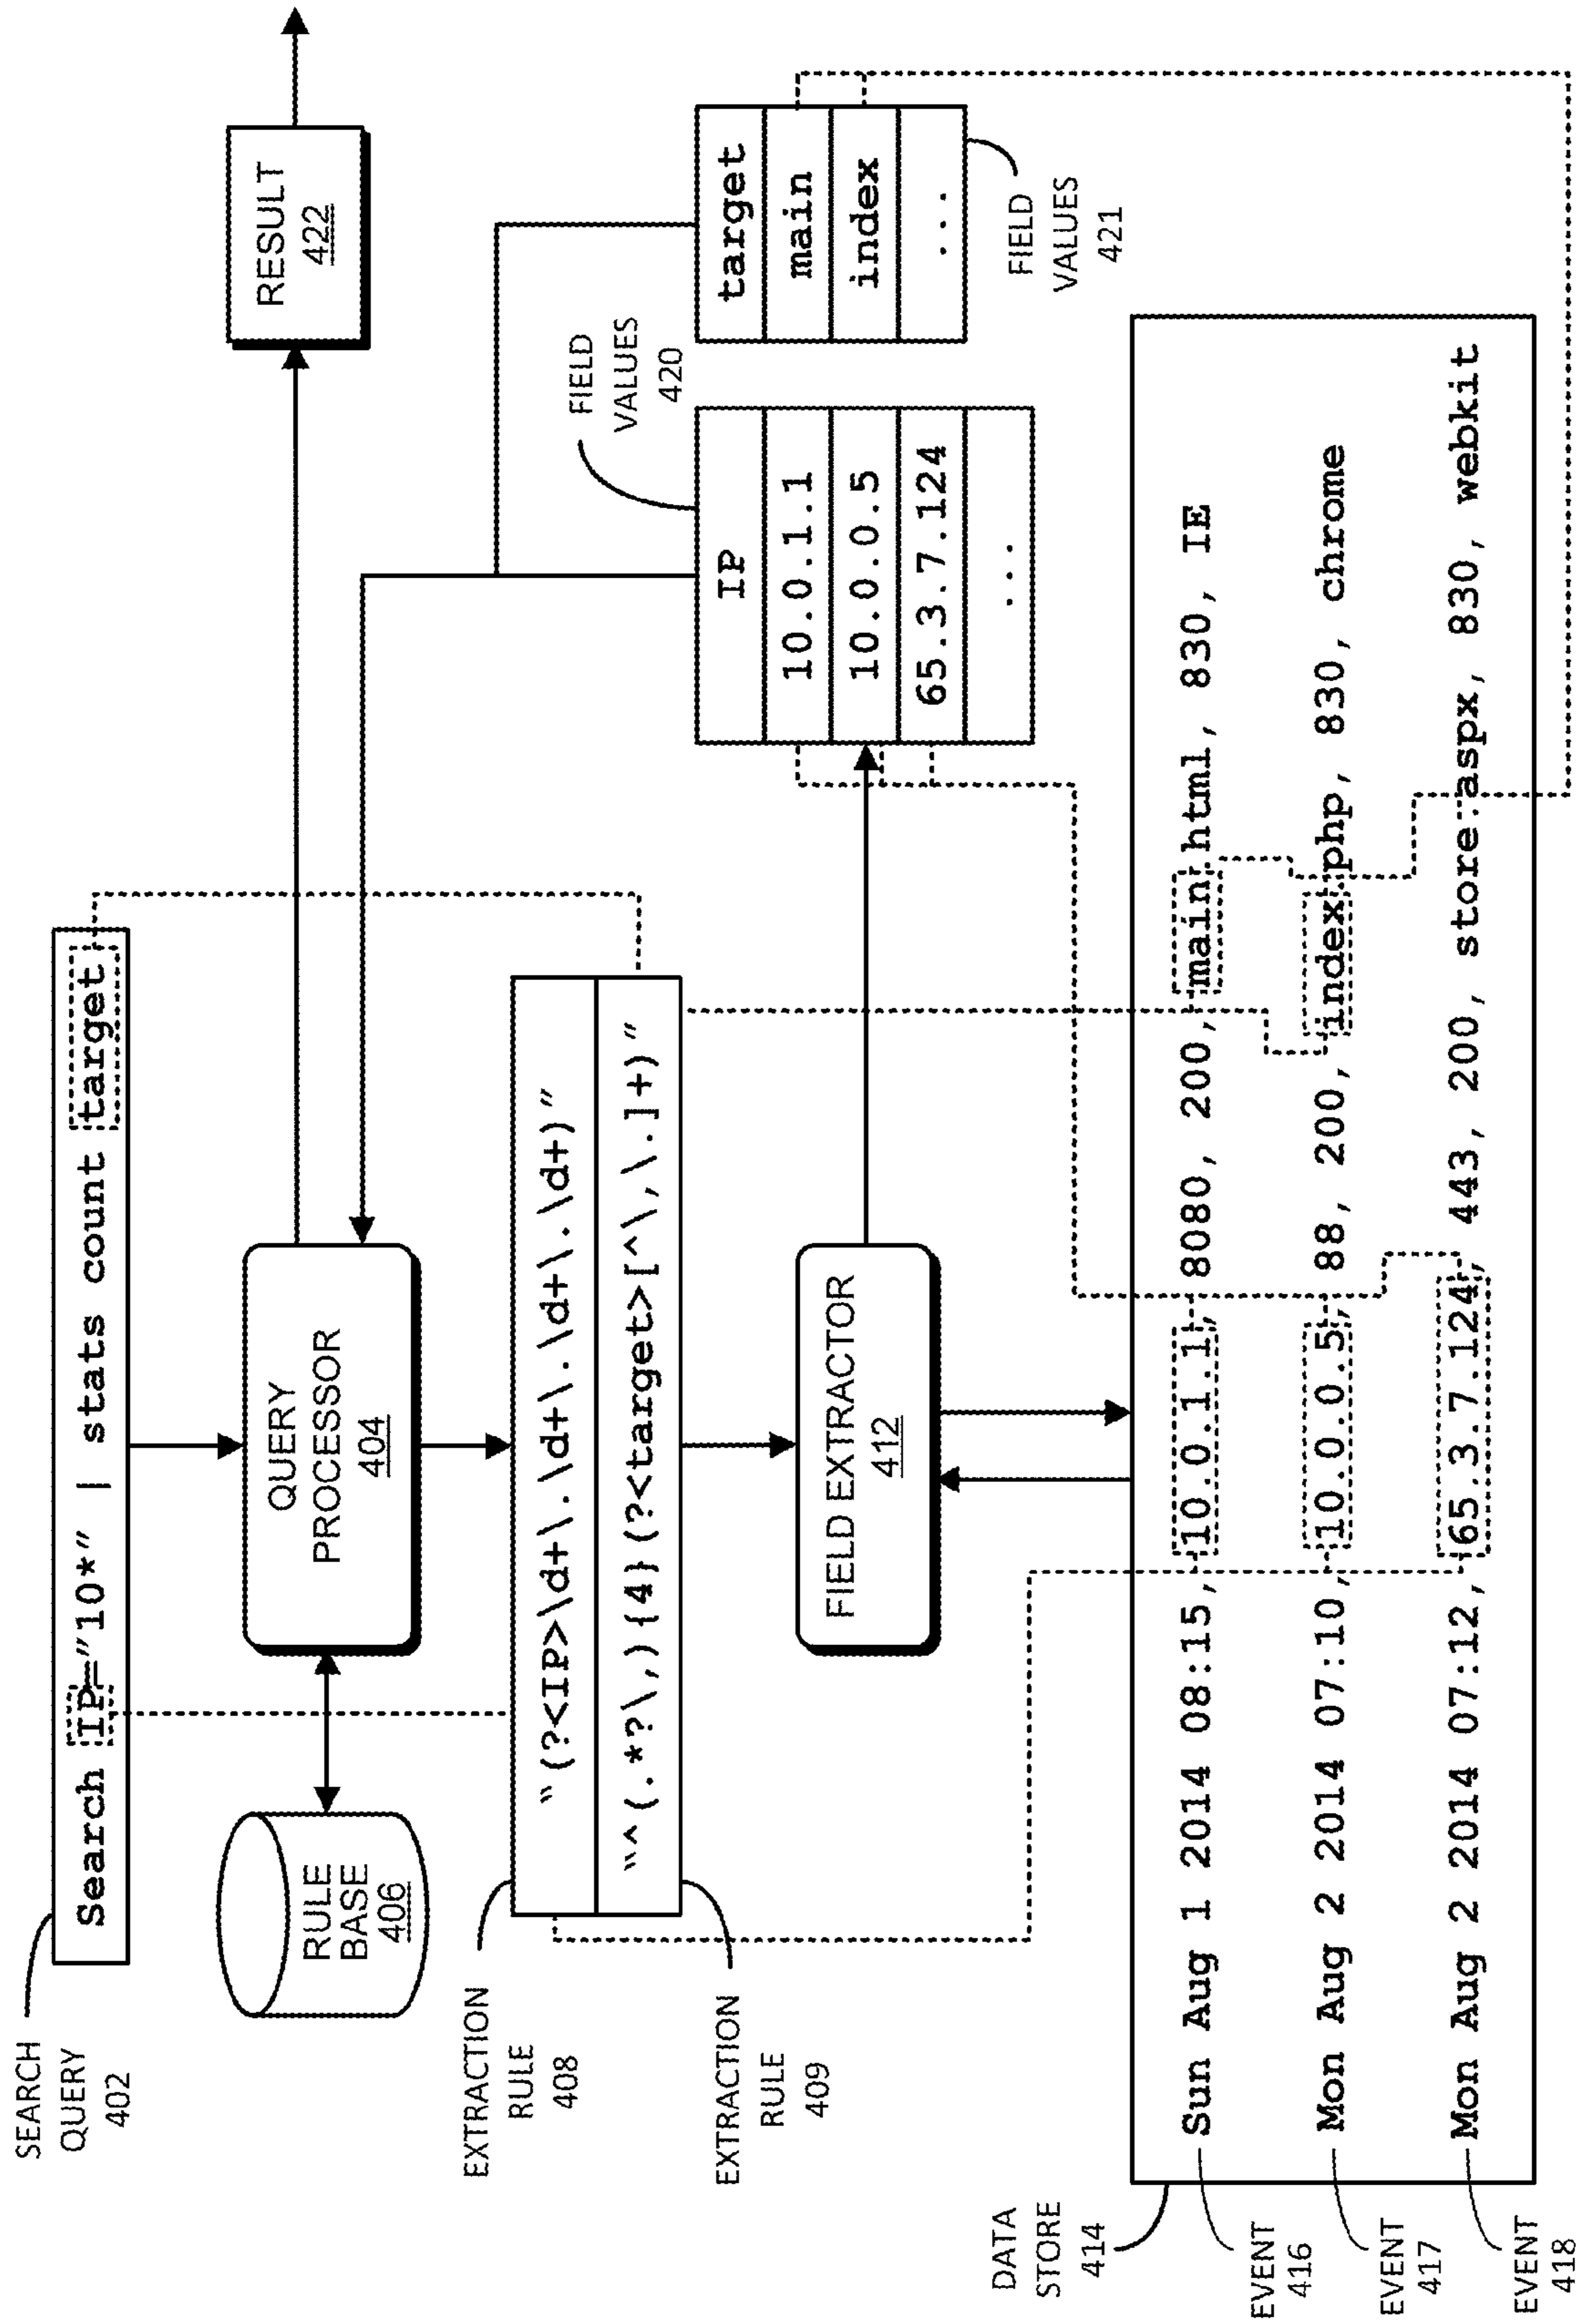 SEARCH
QUERY
402
Search IP="10*" | stats count target
RULE
BASE
406
QUERY
PROCESSOR
404
RESULT
422
EXTRACTION
RULE
408
"(?<IP>\d+\.\d+\.\d+\.\d+)"
"^(.*?\,){4}(?<target>[^\,\.]+)"
EXTRACTION
RULE
409
FIELD EXTRACTOR
412
FIELD
VALUES
420
IP
10.0.1.1
10.0.0.5
65.3.7.124
...
target
main
index
...
FIELD
VALUES
421
DATA
STORE
414
Sun Aug 1 2014 08:15, 10.0.1.1, 8080, 200, main.html, 830, IE
EVENT
416
Mon Aug 2 2014 07:10, 10.0.0.5, 88, 200, index.php, 830, chrome
EVENT
417
Mon Aug 2 2014 07:12, 65.3.7.124, 443, 200, store.aspx, 830, webkit
EVENT
418